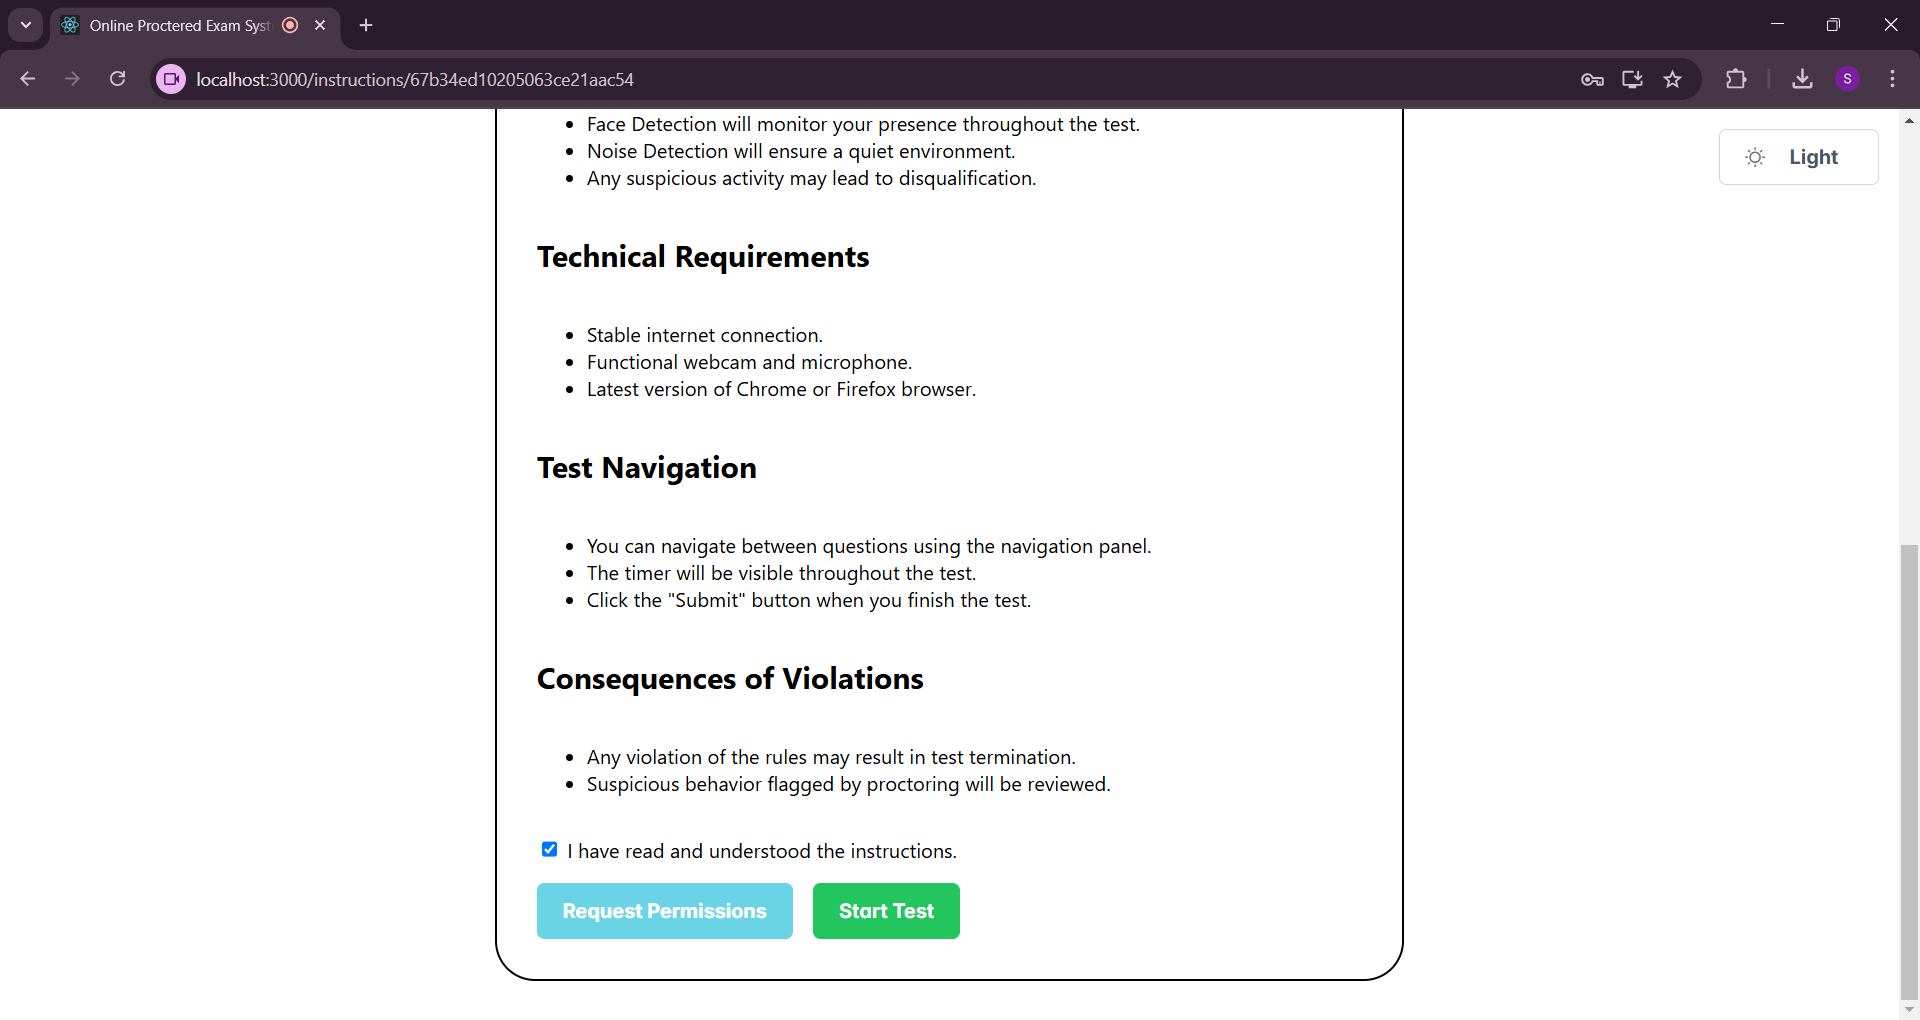 Online Proctered Exam Syst
localhost:3000/instructions/67b34ed10205063ce21aac54
S
Light
Face Detection will monitor your presence throughout the test.
Noise Detection will ensure a quiet environment.
Any suspicious activity may lead to disqualification.
Technical Requirements
Stable internet connection.
Functional webcam and microphone.
Latest version of Chrome or Firefox browser.
Test Navigation
You can navigate between questions using the navigation panel.
The timer will be visible throughout the test.
Click the "Submit" button when you finish the test.
Consequences of Violations
Any violation of the rules may result in test termination.
Suspicious behavior flagged by proctoring will be reviewed.
I have read and understood the instructions.
Request Permissions Start Test